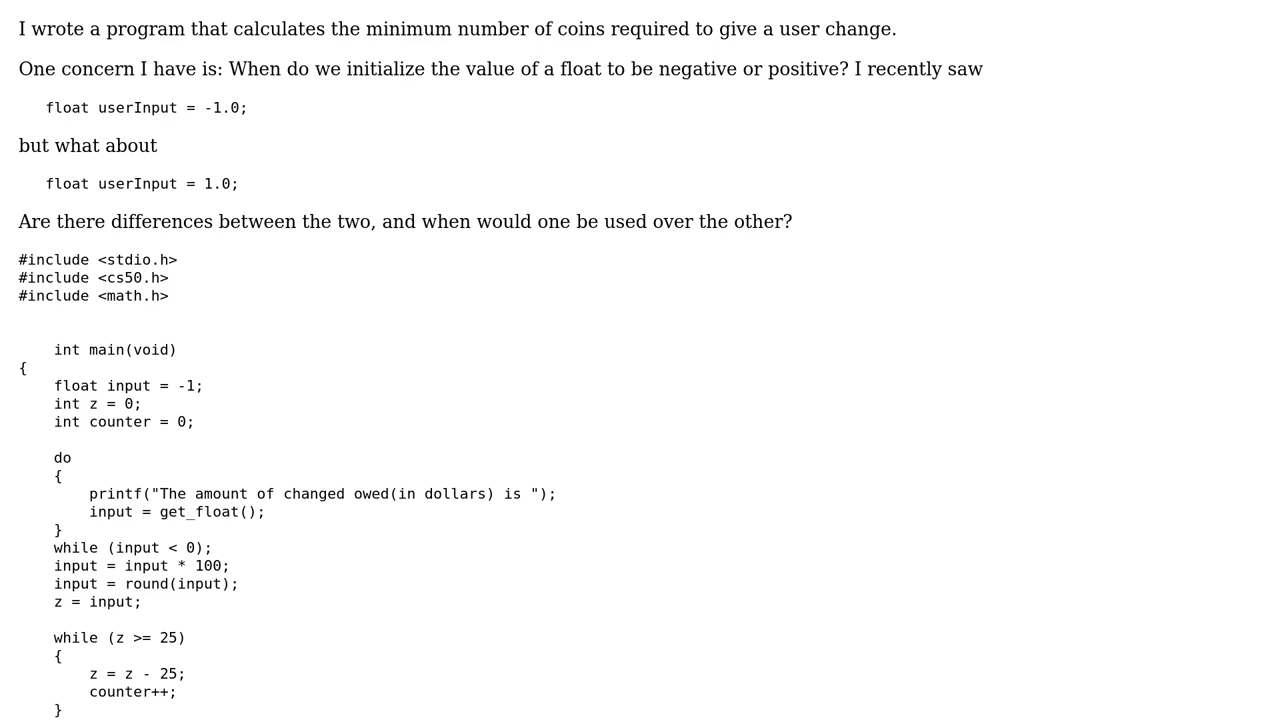 I wrote a program that calculates the minimum number of coins required to give a user change.
One concern I have is: When do we initialize the value of a float to be negative or positive? I recently saw
float userInput = -1.0;
but what about
float userInput = 1.0;
Are there differences between the two, and when would one be used over the other?
#include <stdio.h>
#include <cs50.h>
#include <math.h>
int main(void)
{
float input = -1;
int z = 0;
int counter = 0;
do
{
printf("The amount of changed owed(in dollars) is ");
input = get_float();
}
while (input < 0);
input = input * 100;
input = round(input);
z = input;
while (z >= 25)
{
z = z - 25;
counter++;
}